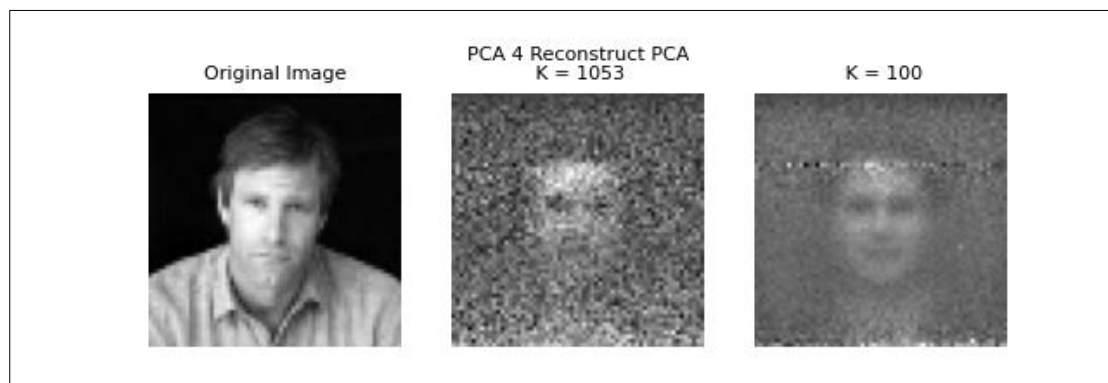 PCA 4 Reconstruct PCA
Original Image
K = 1053
K = 100